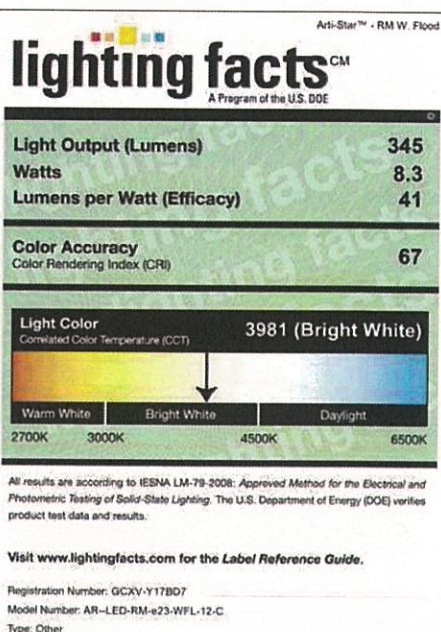 Arti-Star™ - RM W. Flood
lighting facts CM
A Program of the U.S. DOE
Light Output (Lumens) 345
Watts 8.3
Lumens per Watt (Efficacy) 41
Color Accuracy 67
Color Rendering Index (CRI)
Light Color
Correlated Color Temperature (CCT)
3981 (Bright White)
Warm White Bright White Daylight
2700K 3000K 4500K 6500K
All results are according to IESNA LM-79-2008: Approved Method for the Electrical and
Photometric Testing of Solid-State Lighting. The U.S. Department of Energy (DOE) verifies
product test data and results.
Visit www.lightingfacts.com for the Label Reference Guide.
Registration Number: GCXV-Y17BD7
Model Number: AR--LED-RM-e23-WFL-12-C
Type: Other